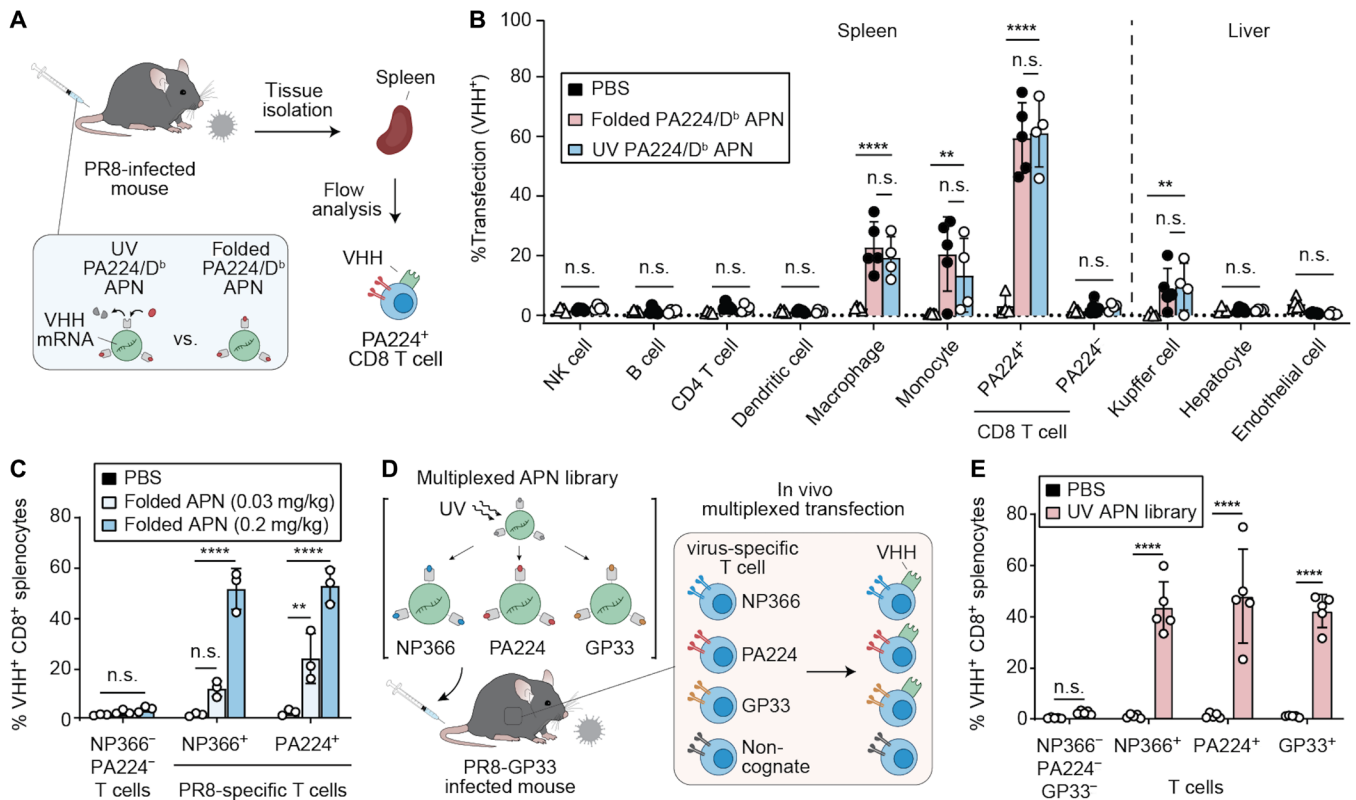 A
Tissue
isolation
Spleen
PR8-infected
mouse
Flow
analysis
UV
PA224/Dᵇ
APN
Folded
PA224/Dᵇ
APN
VHH
mRNA
vs.
VHH
PA224⁺
CD8 T cell
B
%Transfection (VHH⁺)
100
80
60
40
20
0
Spleen
Liver
PBS
Folded PA224/Dᵇ APN
UV PA224/Dᵇ APN
n.s.
n.s.
n.s.
n.s.
****
n.s.
**
n.s.
****
n.s.
n.s.
**
n.s.
n.s.
n.s.
NK cell
B cell
CD4 T cell
Dendritic cell
Macrophage
Monocyte
PA224⁺
PA224⁻
Kupffer cell
Hepatocyte
Endothelial cell
CD8 T cell
C
PBS
Folded APN (0.03 mg/kg)
Folded APN (0.2 mg/kg)
% VHH⁺ CD8⁺ splenocytes
80
60
40
20
0
n.s.
n.s.
****
**
****
NP366⁻
PA224⁻
T cells
NP366⁺
PA224⁺
PR8-specific T cells
D
Multiplexed APN library
UV
NP366
PA224
GP33
PR8-GP33
infected mouse
In vivo
multiplexed transfection
virus-specific
T cell
VHH
NP366
PA224
GP33
Non-
cognate
E
PBS
UV APN library
% VHH⁺ CD8⁺ splenocytes
80
60
40
20
0
n.s.
****
****
****
NP366⁻
PA224⁻
GP33⁻
NP366⁺
PA224⁺
GP33⁺
T cells